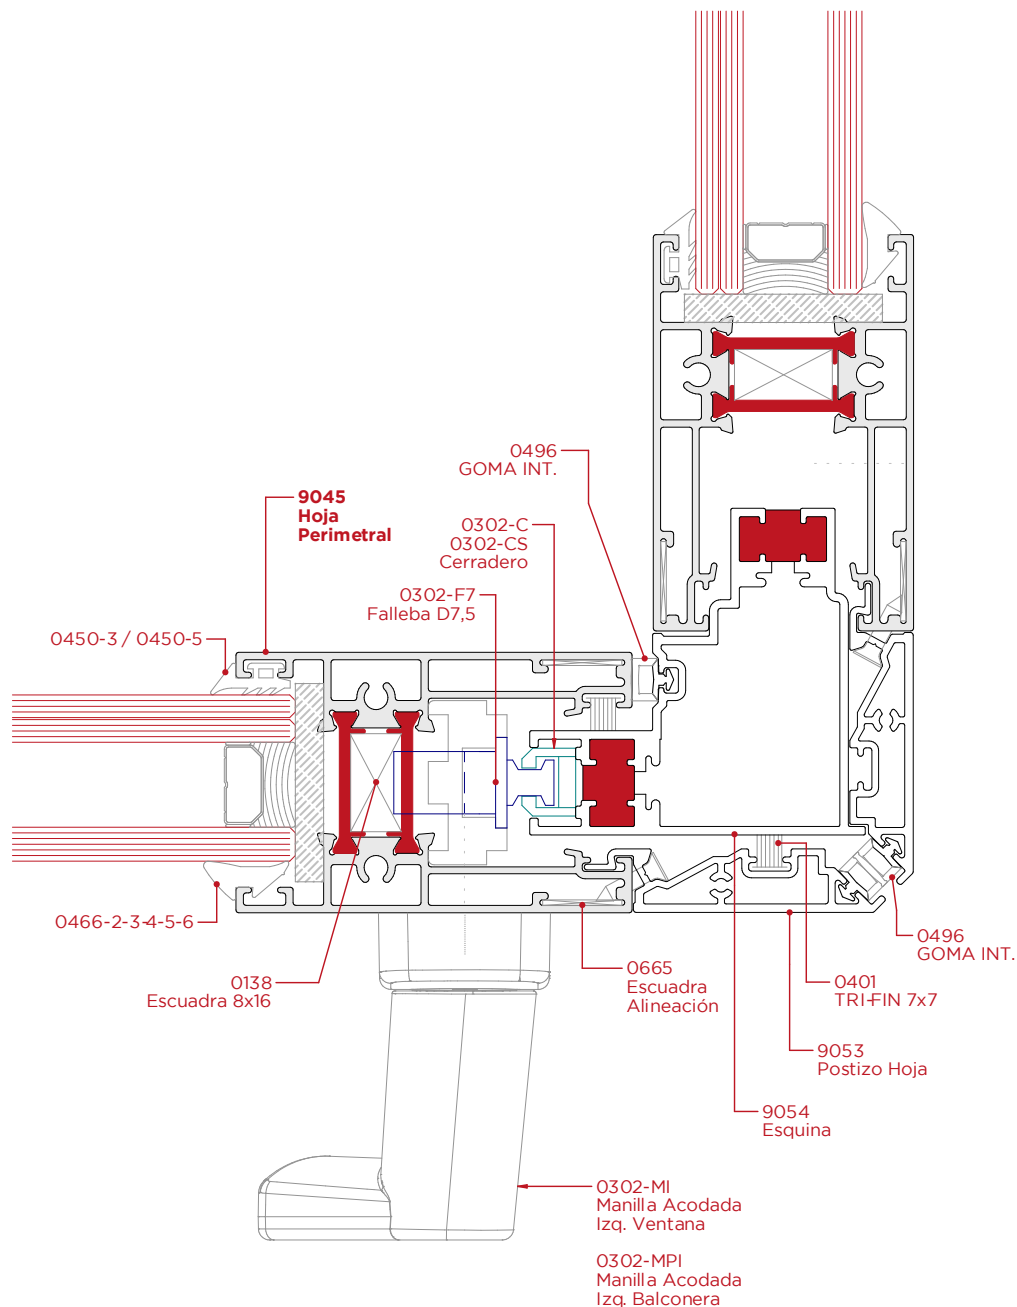 0496
GOMA INT.
9045
Hoja
Perimetral
0302-C
0302-CS
Cerradero
0302-F7
Falleba D7,5
0450-3 / 0450-5
0466-2-3-4-5-6
0138
Escuadra 8x16
0665
Escuadra
Alineación
0496
GOMA INT.
0401
TRI-FIN 7x7
9053
Postizo Hoja
9054
Esquina
0302-MI
Manilla Acodada
Izq. Ventana
0302-MPI
Manilla Acodada
Izq. Balconera